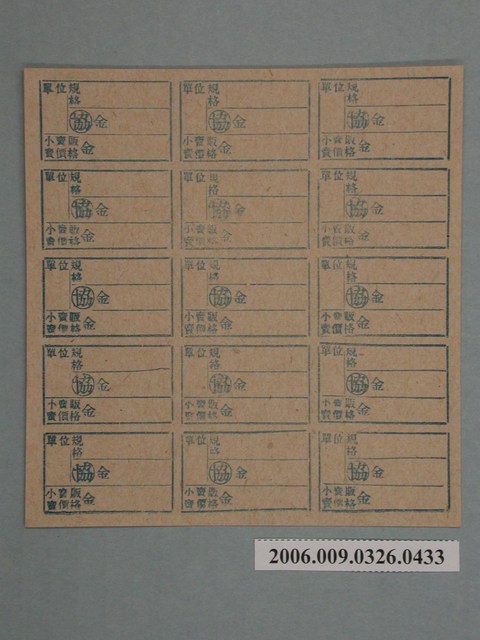 單位規
格
協金
小賣販
賣價格金
單位規
格
協金
小賣販
賣價格金
單位規
格
協金
小賣販
賣價格金
單位規
格
協金
小賣販
賣價格金
單位規
格
協金
小賣販
賣價格金
單位規
格
協金
小賣販
賣價格金
單位規
格
協金
小賣販
賣價格金
單位規
格
協金
小賣販
賣價格金
單位規
格
協金
小賣販
賣價格金
單位規
格
協金
小賣販
賣價格金
單位規
格
協金
小賣販
賣價格金
單位規
格
協金
小賣販
賣價格金
單位規
格
協金
小賣販
賣價格金
單位規
格
協金
小賣販
賣價格金
單位規
格
協金
小賣販
賣價格金
2006.009.0326.0433